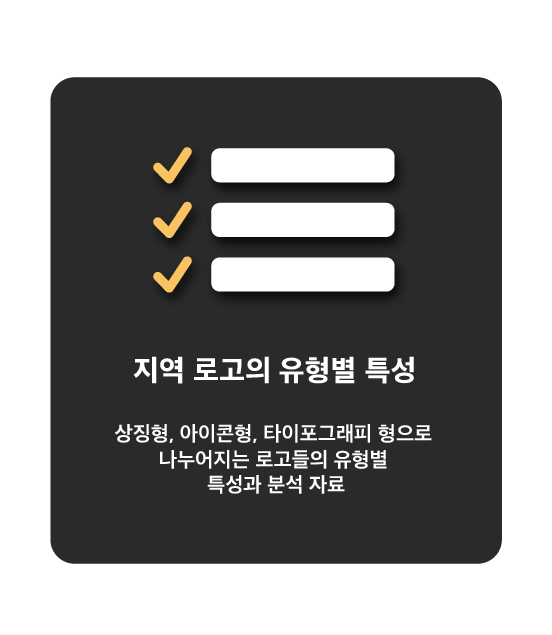 지역 로고의 유형별 특성
상징형, 아이콘형, 타이포그래피 형으로
나누어지는 로고들의 유형별
특성과 분석 자료